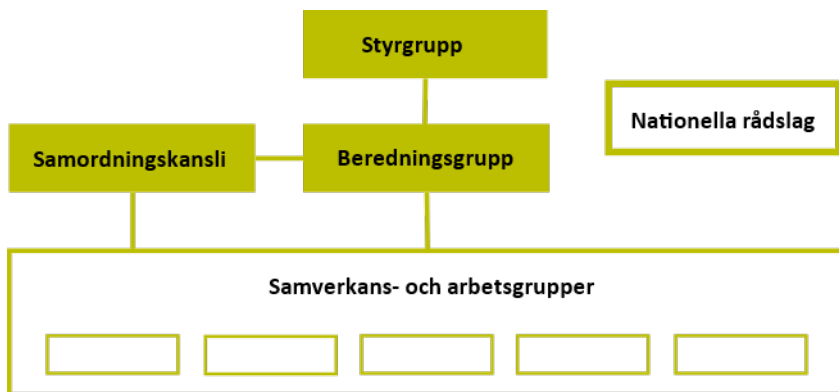 Styrgrupp
Nationella rådslag
Samordningskansli
Beredningsgrupp
Samverkans- och arbetsgrupper